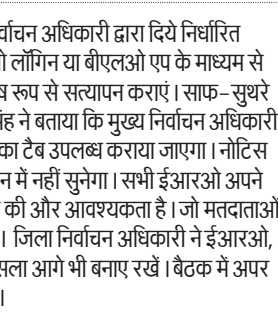 र्वाचन अधिकारी द्वारा दिये निर्धारित
लॉगिन या बीएलओ एप के माध्यम से
रूप से सत्यापन कराएं । साफ-सुथरे
ंह ने बताया कि मुख्य निर्वाचन अधिकारी
का टैब उपलब्ध कराया जाएगा । नोटिस
न में नहीं सुनेगा । सभी ईआरओ अपने
की और आवश्यकता है । जो मतदाताओं
। जिला निर्वाचन अधिकारी ने ईआरओ,
सला आगे भी बनाए रखें । बैठक में अपर
।